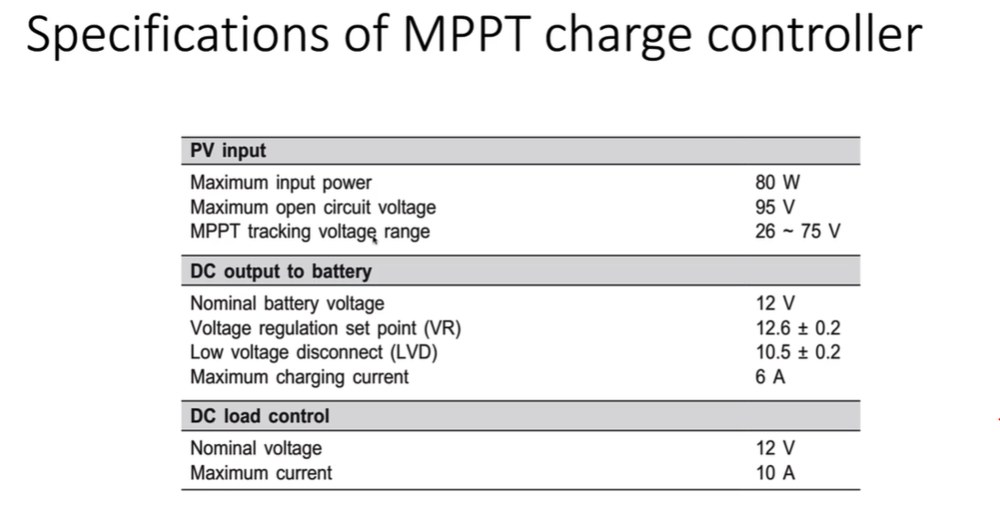 Specifications of MPPT charge controller
PV input
Maximum input power 80 W
Maximum open circuit voltage 95 V
MPPT tracking voltage range 26 ~ 75 V
DC output to battery
Nominal battery voltage 12 V
Voltage regulation set point (VR) 12.6 ± 0.2
Low voltage disconnect (LVD) 10.5 ± 0.2
Maximum charging current 6 A
DC load control
Nominal voltage 12 V
Maximum current 10 A